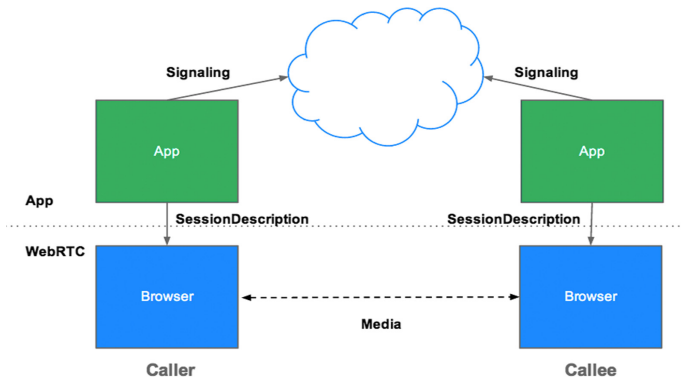 Signaling
Signaling
App
App
App
SessionDescription
SessionDescription
WebRTC
Browser
Browser
Media
Caller
Callee